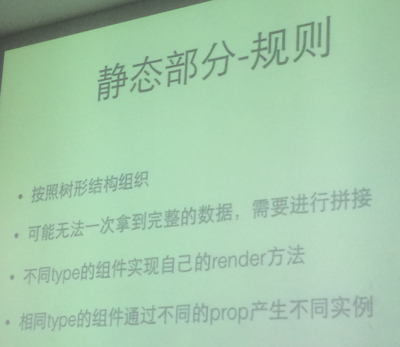 静态部分-规则
• 按照树形结构组织
• 可能无法一次拿到完整的数据，需要进行拼接
• 不同type的组件实现自己的render方法
• 相同type的组件通过不同的prop产生不同实例